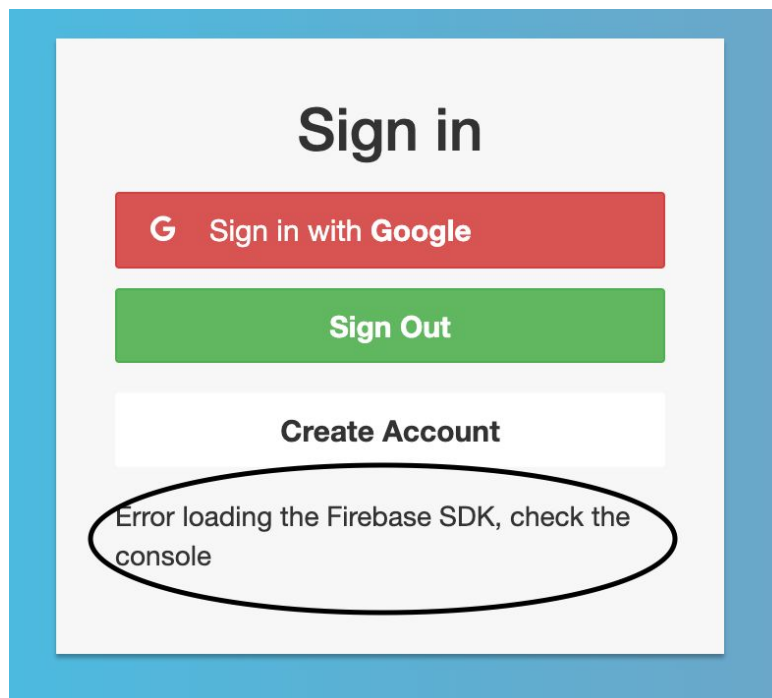 Sign in
G Sign in with Google
Sign Out
Create Account
Error loading the Firebase SDK, check the
console